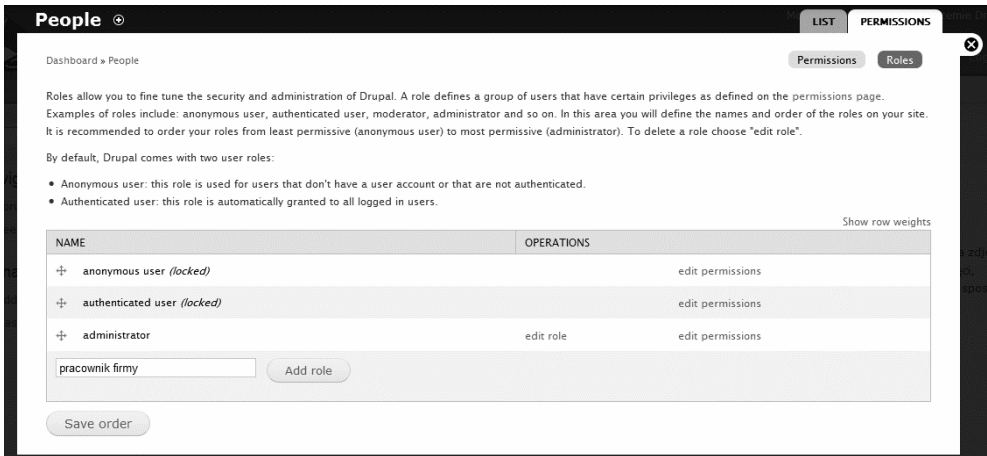 People
LIST
PERMISSIONS
Dashboard » People
Permissions
Roles
Roles allow you to fine tune the security and administration of Drupal. A role defines a group of users that have certain privileges as defined on the permissions page.
Examples of roles include: anonymous user, authenticated user, moderator, administrator and so on. In this area you will define the names and order of the roles on your site.
It is recommended to order your roles from least permissive (anonymous user) to most permissive (administrator). To delete a role choose "edit role".
By default, Drupal comes with two user roles:
• Anonymous user: this role is used for users that don't have a user account or that are not authenticated.
• Authenticated user: this role is automatically granted to all logged in users.
Show row weights
NAME OPERATIONS
anonymous user (locked) edit permissions
authenticated user (locked) edit permissions
administrator edit role edit permissions
pracownik firmy Add role
Save order